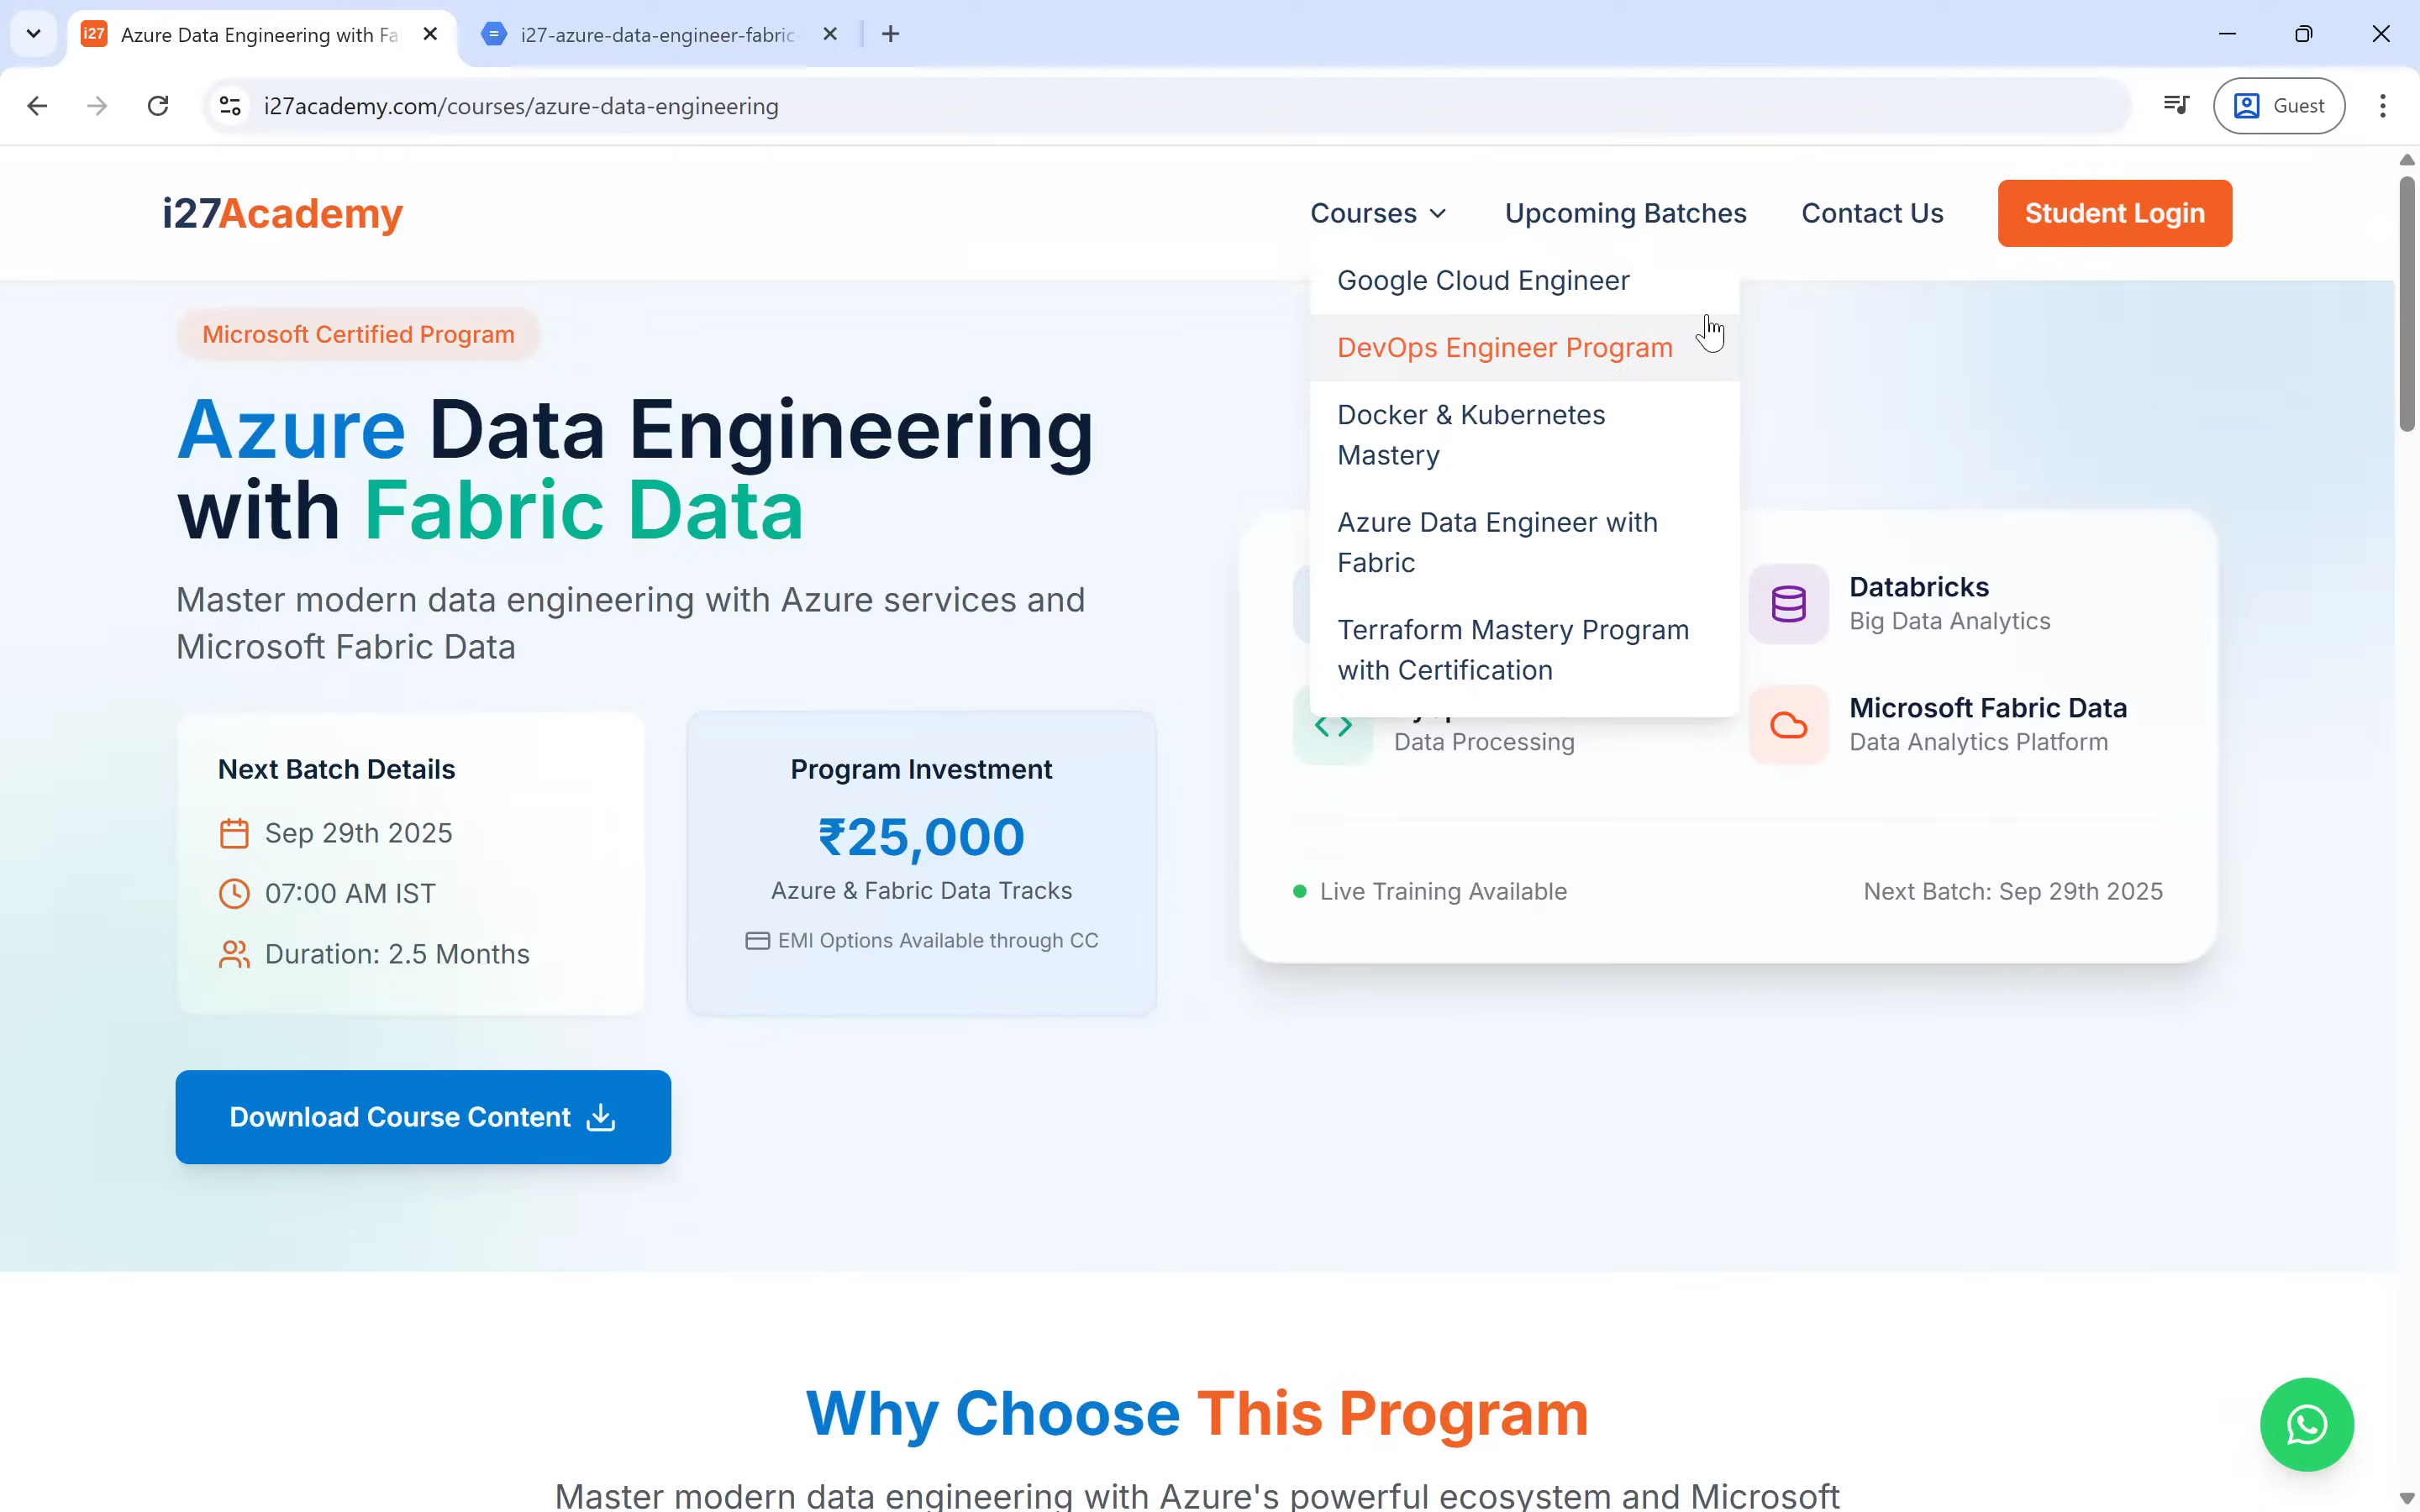 i27
Azure Data Engineering with Fa
i27-azure-data-engineer-fabric
i27academy.com/courses/azure-data-engineering
Guest
i27Academy
Courses
Upcoming Batches
Contact Us
Student Login
Google Cloud Engineer
DevOps Engineer Program
Docker & Kubernetes
Mastery
Azure Data Engineer with
Fabric
Terraform Mastery Program
with Certification
Microsoft Certified Program
Azure Data Engineering
with Fabric Data
Master modern data engineering with Azure services and
Microsoft Fabric Data
Next Batch Details
Sep 29th 2025
07:00 AM IST
Duration: 2.5 Months
Program Investment
₹25,000
Azure & Fabric Data Tracks
EMI Options Available through CC
Databricks
Big Data Analytics
Data Processing
Microsoft Fabric Data
Data Analytics Platform
Live Training Available
Next Batch: Sep 29th 2025
Download Course Content
Why Choose This Program
Master modern data engineering with Azure's powerful ecosystem and Microsoft